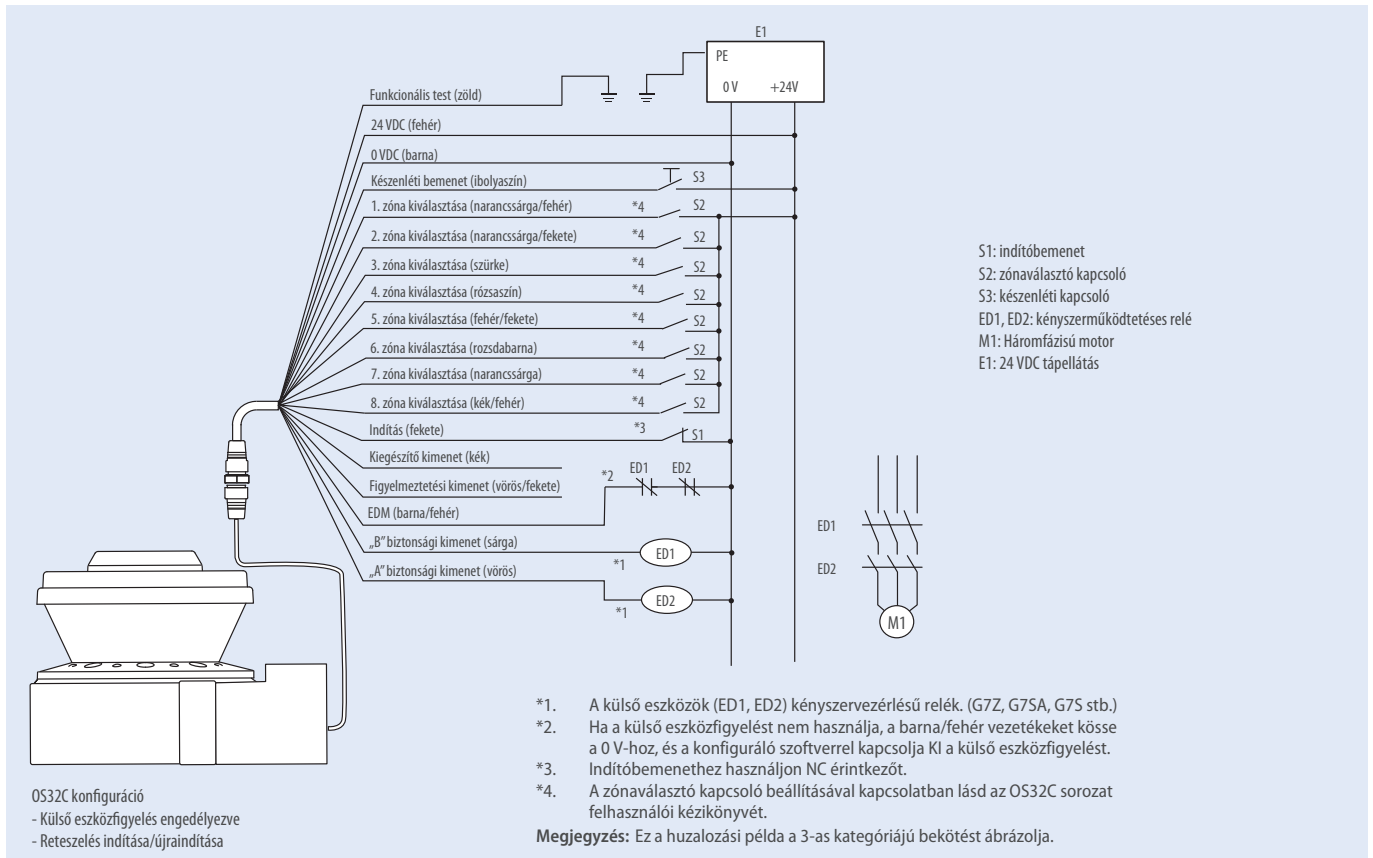 E1
PE
0 V +24V
Funkcionális test (zöld)
24 VDC (fehér)
0 VDC (barna)
Készenléti bemenet (ibolyaszín) S3
1. zóna kiválasztása (narancssárga/fehér) *4 S2
2. zóna kiválasztása (narancssárga/fekete) *4 S2
3. zóna kiválasztása (szürke) *4 S2
4. zóna kiválasztása (rózsaszín) *4 S2
5. zóna kiválasztása (fehér/fekete) *4 S2
6. zóna kiválasztása (rozsdabarna) *4 S2
7. zóna kiválasztása (narancssárga) *4 S2
8. zóna kiválasztása (kék/fehér) *4 S2
Indítás (fekete) *3 S1
Kiegészítő kimenet (kék)
Figyelmeztetési kimenet (vörös/fekete) *2 ED1 ED2
EDM (barna/fehér)
„B” biztonsági kimenet (sárga) *1 ED1
„A” biztonsági kimenet (vörös) *1 ED2
S1: indítóbemenet
S2: zónaválasztó kapcsoló
S3: készenléti kapcsoló
ED1, ED2: kényszerműködtetéses relé
M1: Háromfázisú motor
E1: 24 VDC tápellátás
ED1
ED2
M1
OS32C konfiguráció
- Külső eszközfigyelés engedélyezve
- Reteszelés indítása/újraindítása
*1. A külső eszközök (ED1, ED2) kényszervezérlésű relék. (G7Z, G7SA, G7S stb.)
*2. Ha a külső eszközfigyelést nem használja, a barna/fehér vezetékeket kösse
a 0 V-hoz, és a konfiguráló szoftverrel kapcsolja KI a külső eszközfigyelést.
*3. Indítóbemenethez használjon NC érintkezőt.
*4. A zónaválasztó kapcsoló beállításával kapcsolatban lásd az OS32C sorozat
felhasználói kézikönyvét.
Megjegyzés: Ez a huzalozási példa a 3-as kategóriájú bekötést ábrázolja.